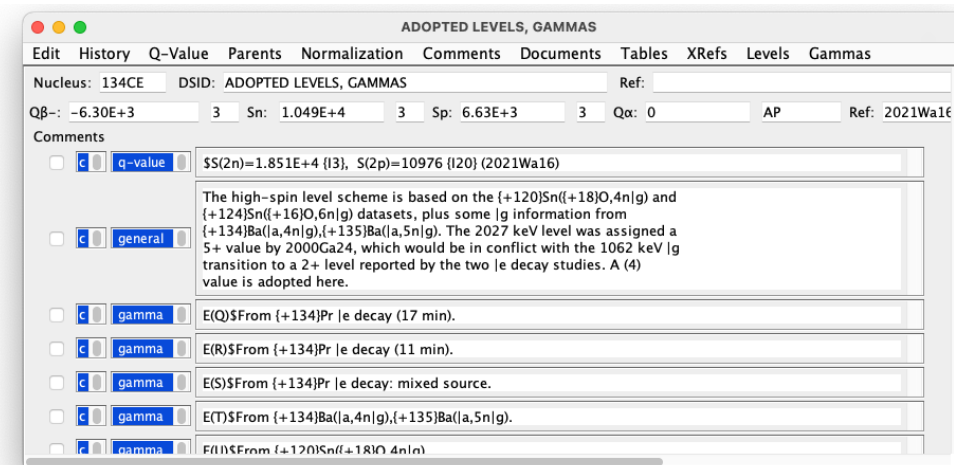 ADOPTED LEVELS, GAMMAS
Edit History Q-Value Parents Normalization Comments Documents Tables XRefs Levels Gammas
Nucleus: 134CE DSID: ADOPTED LEVELS, GAMMAS Ref:
Qβ-: -6.30E+3 3 Sn: 1.049E+4 3 Sp: 6.63E+3 3 Qα: 0 AP Ref: 2021Wa16
Comments
c q-value $S(2n)=1.851E+4 {I3}, S(2p)=10976 {I20} (2021Wa16)
The high-spin level scheme is based on the {+120}Sn({+18}O,4n|g) and
{+124}Sn({+16}O,6n|g) datasets, plus some |g information from
c general {+134}Ba(|a,4n|g),{+135}Ba(|a,5n|g). The 2027 keV level was assigned a
5+ value by 2000Ga24, which would be in conflict with the 1062 keV |g
transition to a 2+ level reported by the two |e decay studies. A (4)
value is adopted here.
c gamma E(Q)$From {+134}Pr |e decay (17 min).
c gamma E(R)$From {+134}Pr |e decay (11 min).
c gamma E(S)$From {+134}Pr |e decay: mixed source.
c gamma E(T)$From {+134}Ba(|a,4n|g),{+135}Ba(|a,5n|g).
c gamma E(U)$From {+120}Sn({+18}O,4n|g)